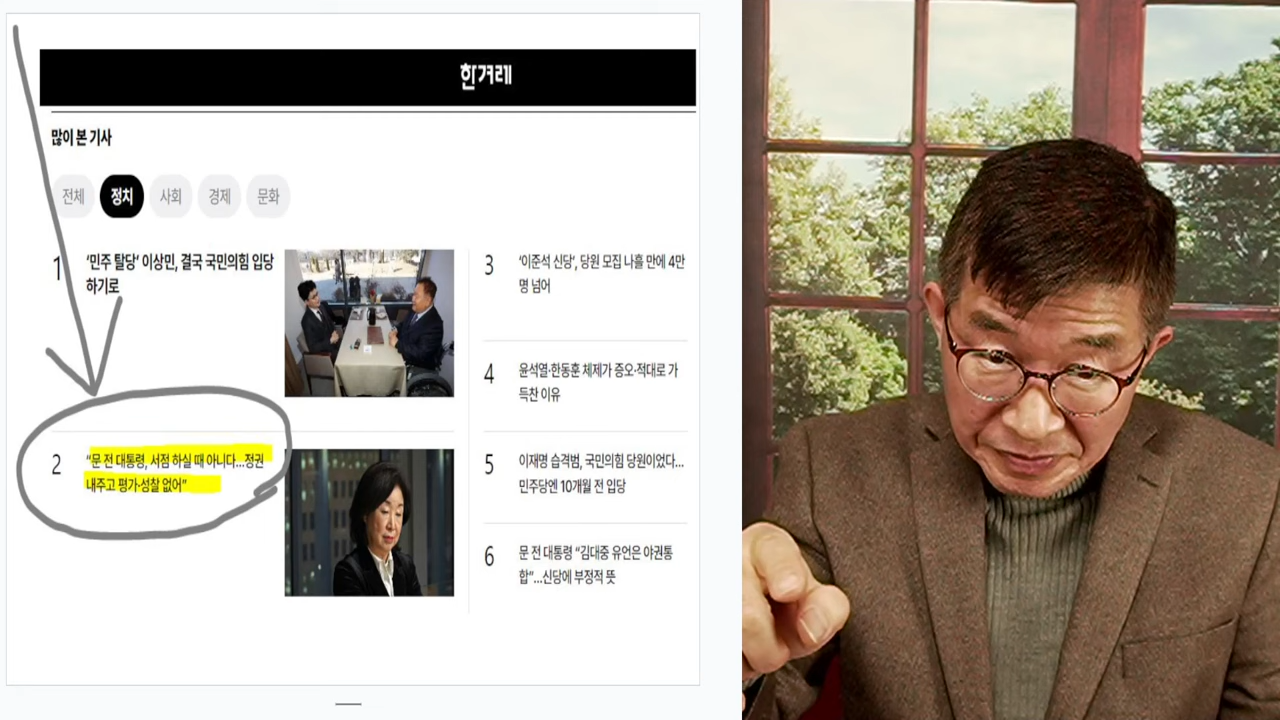 한겨레
많이 본 기사
전체 정치 사회 경제 문화
1 ‘민주 탈당’ 이상민, 결국 국민의힘 입당
하기로
2 “문 전 대통령, 서점 하실 때 아니다...정권
내주고 평가·성찰 없어”
3 ‘이준석 신당’, 당원 모집 나흘 만에 4만
명 넘어
4 윤석열·한동훈 체제가 증오·적대로 가
득찬 이유
5 이재명 습격범, 국민의힘 당원이었다...
민주당엔 10개월 전 입당
6 문 전 대통령 “김대중 유언은 야권통
합”...신당에 부정적 뜻